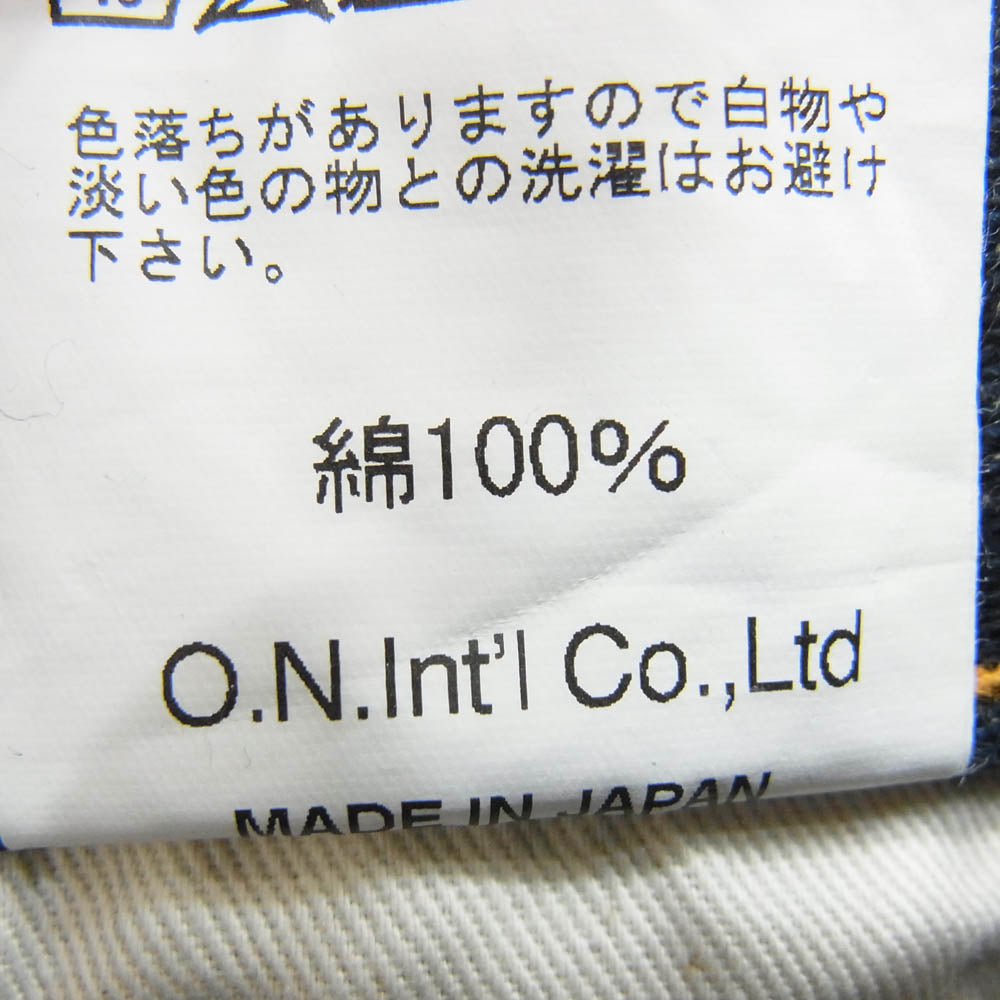 色落ちがありますので白物や
淡い色の物との洗濯はお避け
下さい。
綿100%
O.N.Int'l Co.,Ltd
MADE IN JAPAN